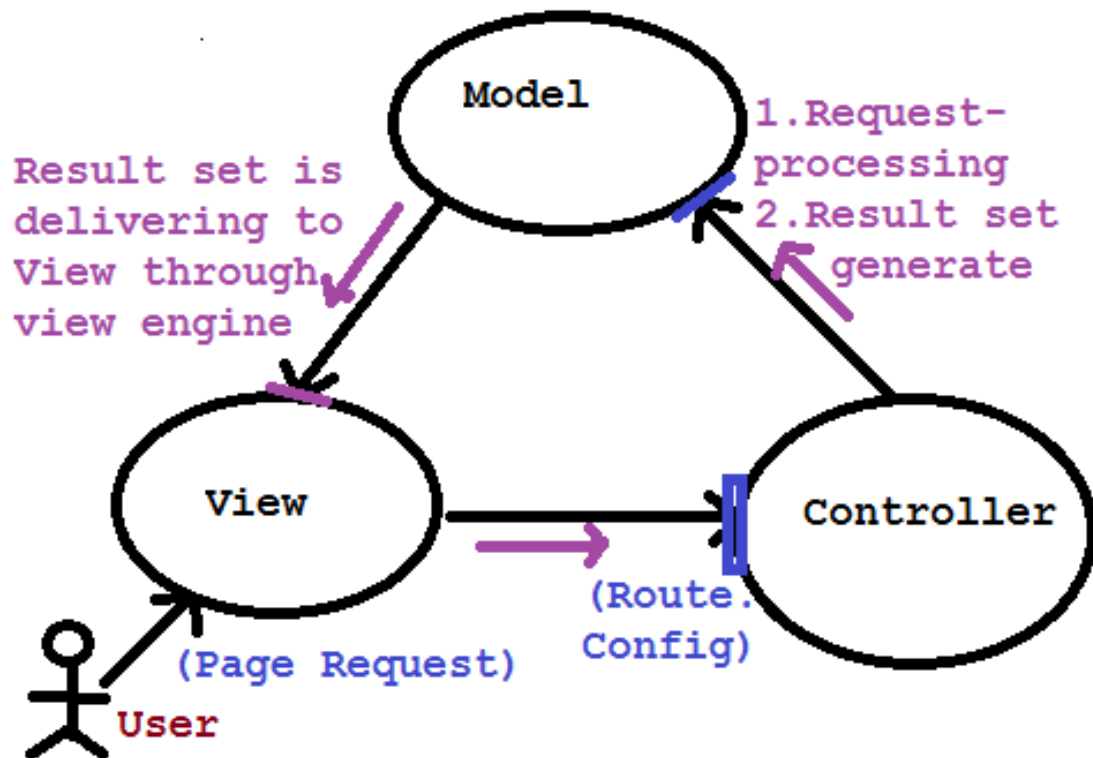 Model
1.Request-
processing
2.Result set
generate
Result set is
delivering to
View through
view engine
View
Controller
(Route.
Config)
(Page Request)
User